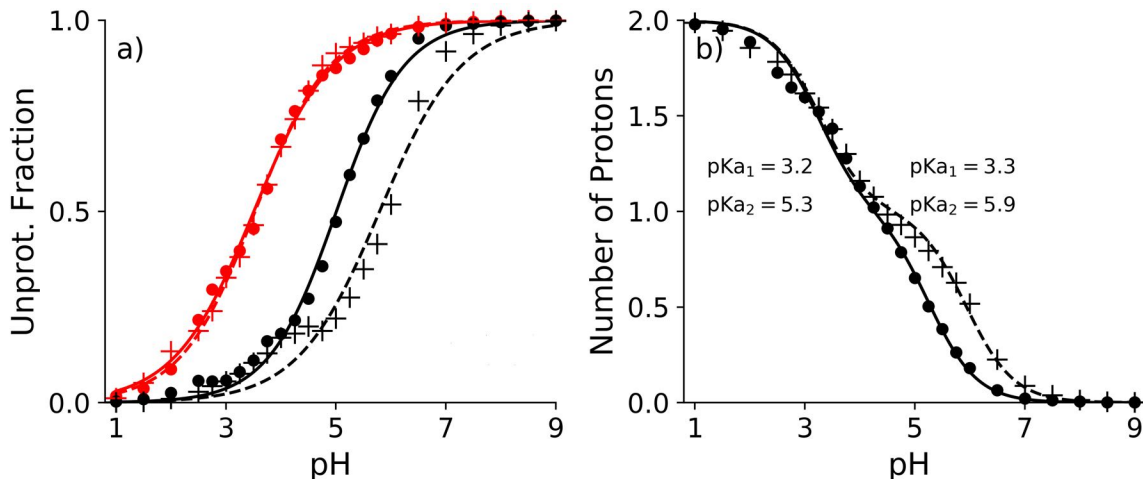 a)
Unprot. Fraction
1.0
0.5
0.0
1 3 5 7 9
pH
b)
Number of Protons
2.0
1.5
1.0
0.5
0.0
pKa₁ = 3.2
pKa₂ = 5.3
pKa₁ = 3.3
pKa₂ = 5.9
1 3 5 7 9
pH